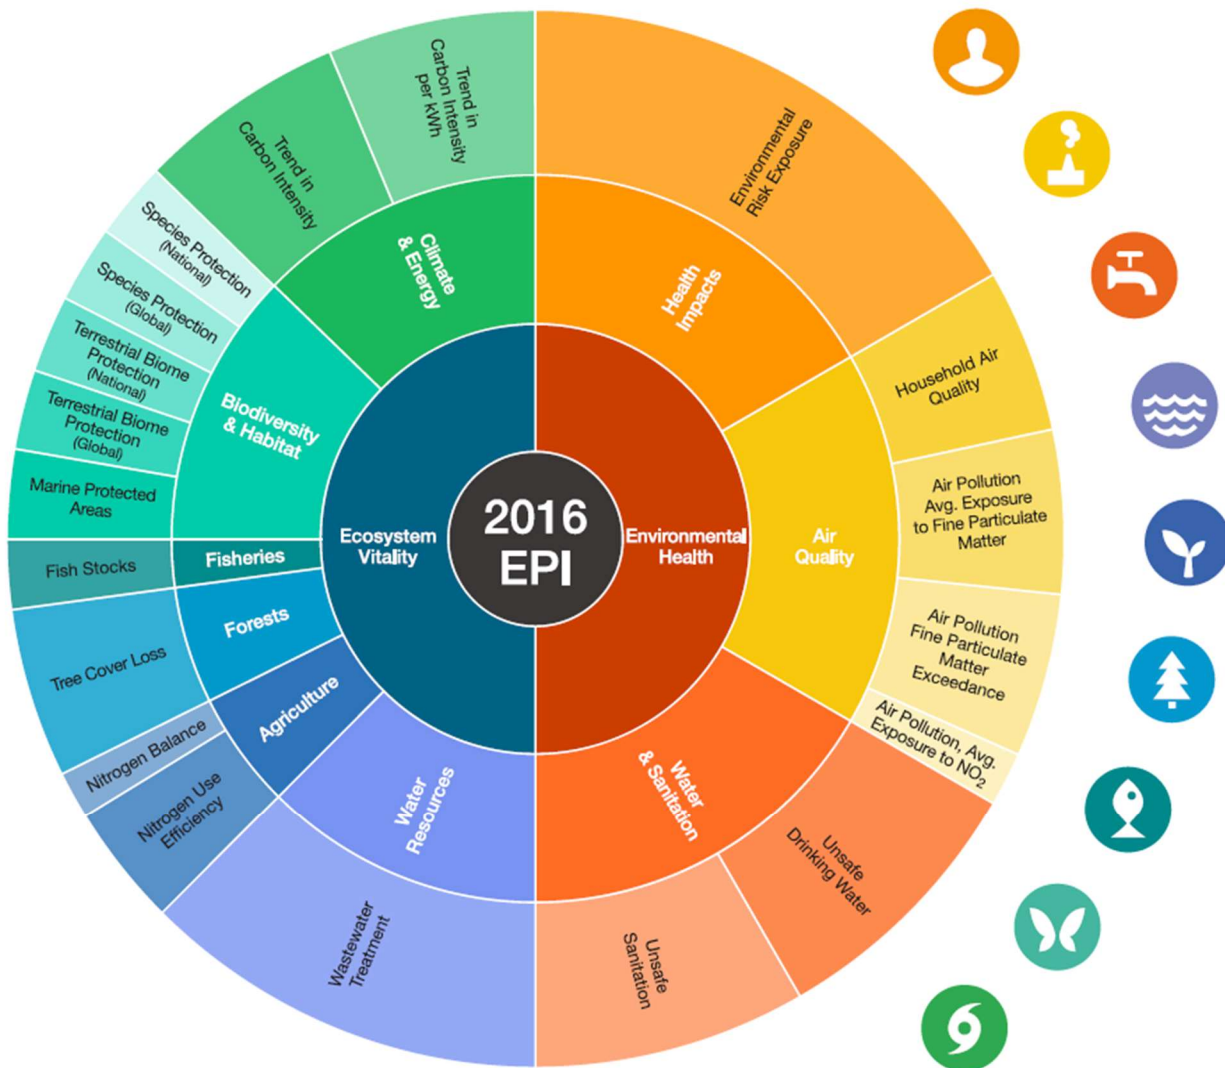 2016
EPI
Environmental
Health
Health
Impacts
Environmental
Risk Exposure
Air
Quality
Household Air
Quality
Air Pollution
Avg. Exposure
to Fine Particulate
Matter
Air Pollution
Fine Particulate
Matter
Exceedance
Air Pollution, Avg.
Exposure to NO₂
Water
& Sanitation
Unsafe
Drinking Water
Unsafe
Sanitation
Ecosystem
Vitality
Water
Resources
Wastewater
Treatment
Agriculture
Nitrogen Use
Efficiency
Nitrogen Balance
Forests
Tree Cover Loss
Fisheries
Fish Stocks
Biodiversity
& Habitat
Marine Protected
Areas
Terrestrial Biome
Protection
(Global)
Terrestrial Biome
Protection
(National)
Species Protection
(Global)
Species Protection
(National)
Climate
& Energy
Trend in
Carbon Intensity
Trend in
Carbon Intensity
per kWh